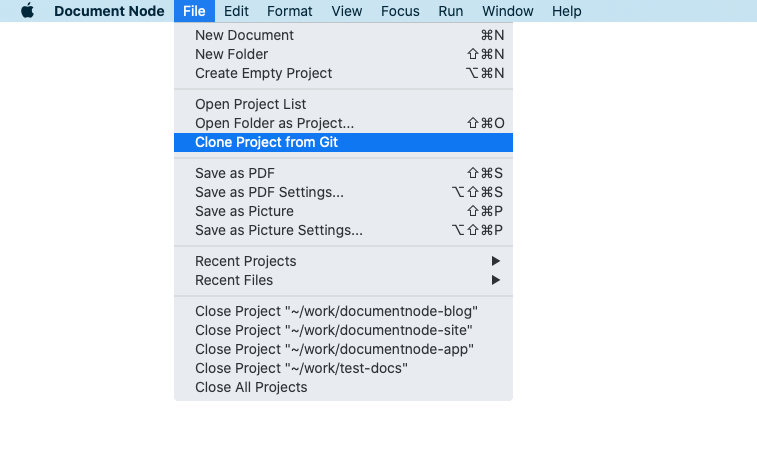 Document Node File Edit Format View Focus Run Window Help
New Document ⌘N
New Folder ⇧⌘N
Create Empty Project ⌥⌘N
Open Project List
Open Folder as Project... ⇧⌘O
Clone Project from Git
Save as PDF ⇧⌘S
Save as PDF Settings... ⌥⇧⌘S
Save as Picture ⇧⌘P
Save as Picture Settings... ⌥⇧⌘P
Recent Projects ▶
Recent Files ▶
Close Project "~/work/documentnode-blog"
Close Project "~/work/documentnode-site"
Close Project "~/work/documentnode-app"
Close Project "~/work/test-docs"
Close All Projects